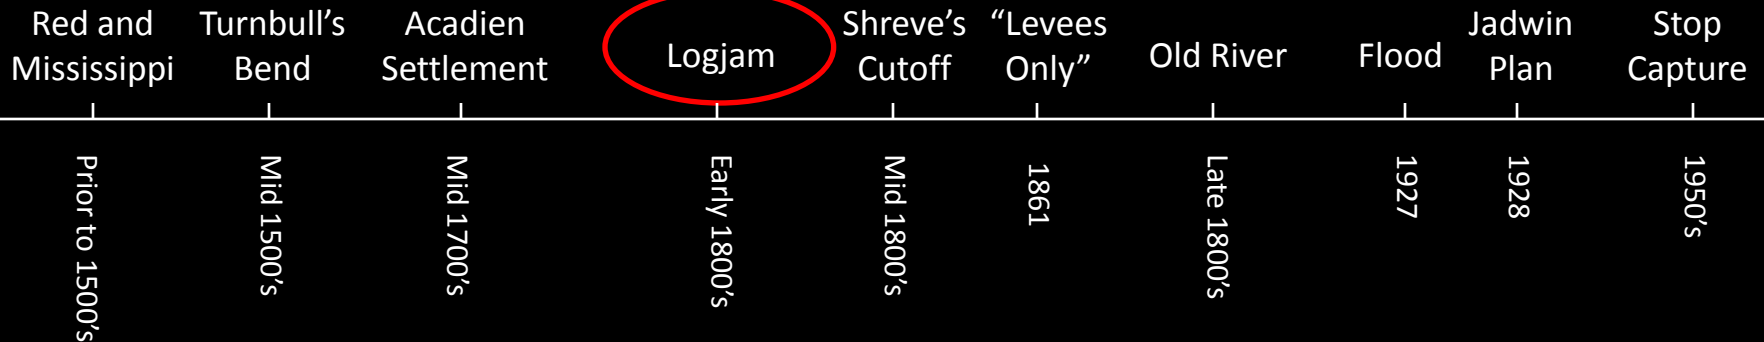 Red and
Mississippi
Turnbull’s
Bend
Acadien
Settlement
Logjam
Shreve’s
Cutoff
“Levees
Only”
Old River
Flood
Jadwin
Plan
Stop
Capture
Prior to 1500’s
Mid 1500’s
Mid 1700’s
Early 1800’s
Mid 1800’s
1861
Late 1800’s
1927
1928
1950’s